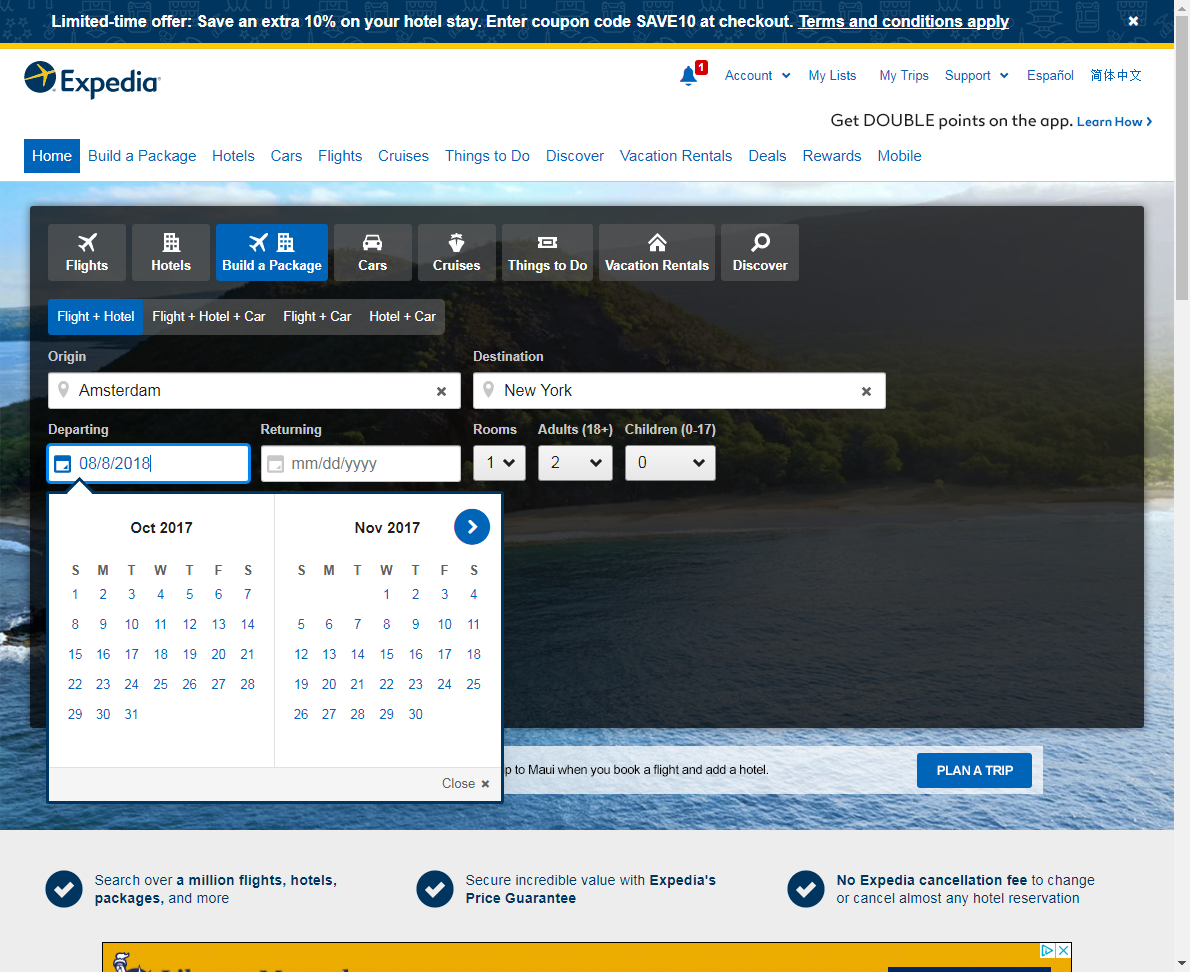 Limited-time offer: Save an extra 10% on your hotel stay. Enter coupon code SAVE10 at checkout. Terms and conditions apply
Expedia
1
Account My Lists My Trips Support Español 简体中文
Get DOUBLE points on the app. Learn How
Home Build a Package Hotels Cars Flights Cruises Things to Do Discover Vacation Rentals Deals Rewards Mobile
Flights Hotels Build a Package Cars Cruises Things to Do Vacation Rentals Discover
Flight + Hotel Flight + Hotel + Car Flight + Car Hotel + Car
Origin Destination
Amsterdam New York
Departing Returning Rooms Adults (18+) Children (0-17)
08/8/2018 mm/dd/yyyy 1 2 0
Oct 2017 Nov 2017
S M T W T F S S M T W T F S
1 2 3 4 5 6 7 1 2 3 4
8 9 10 11 12 13 14 5 6 7 8 9 10 11
15 16 17 18 19 20 21 12 13 14 15 16 17 18
22 23 24 25 26 27 28 19 20 21 22 23 24 25
29 30 31 26 27 28 29 30
p to Maui when you book a flight and add a hotel. PLAN A TRIP
Close
Search over a million flights, hotels,
packages, and more
Secure incredible value with Expedia's
Price Guarantee
No Expedia cancellation fee to change
or cancel almost any hotel reservation